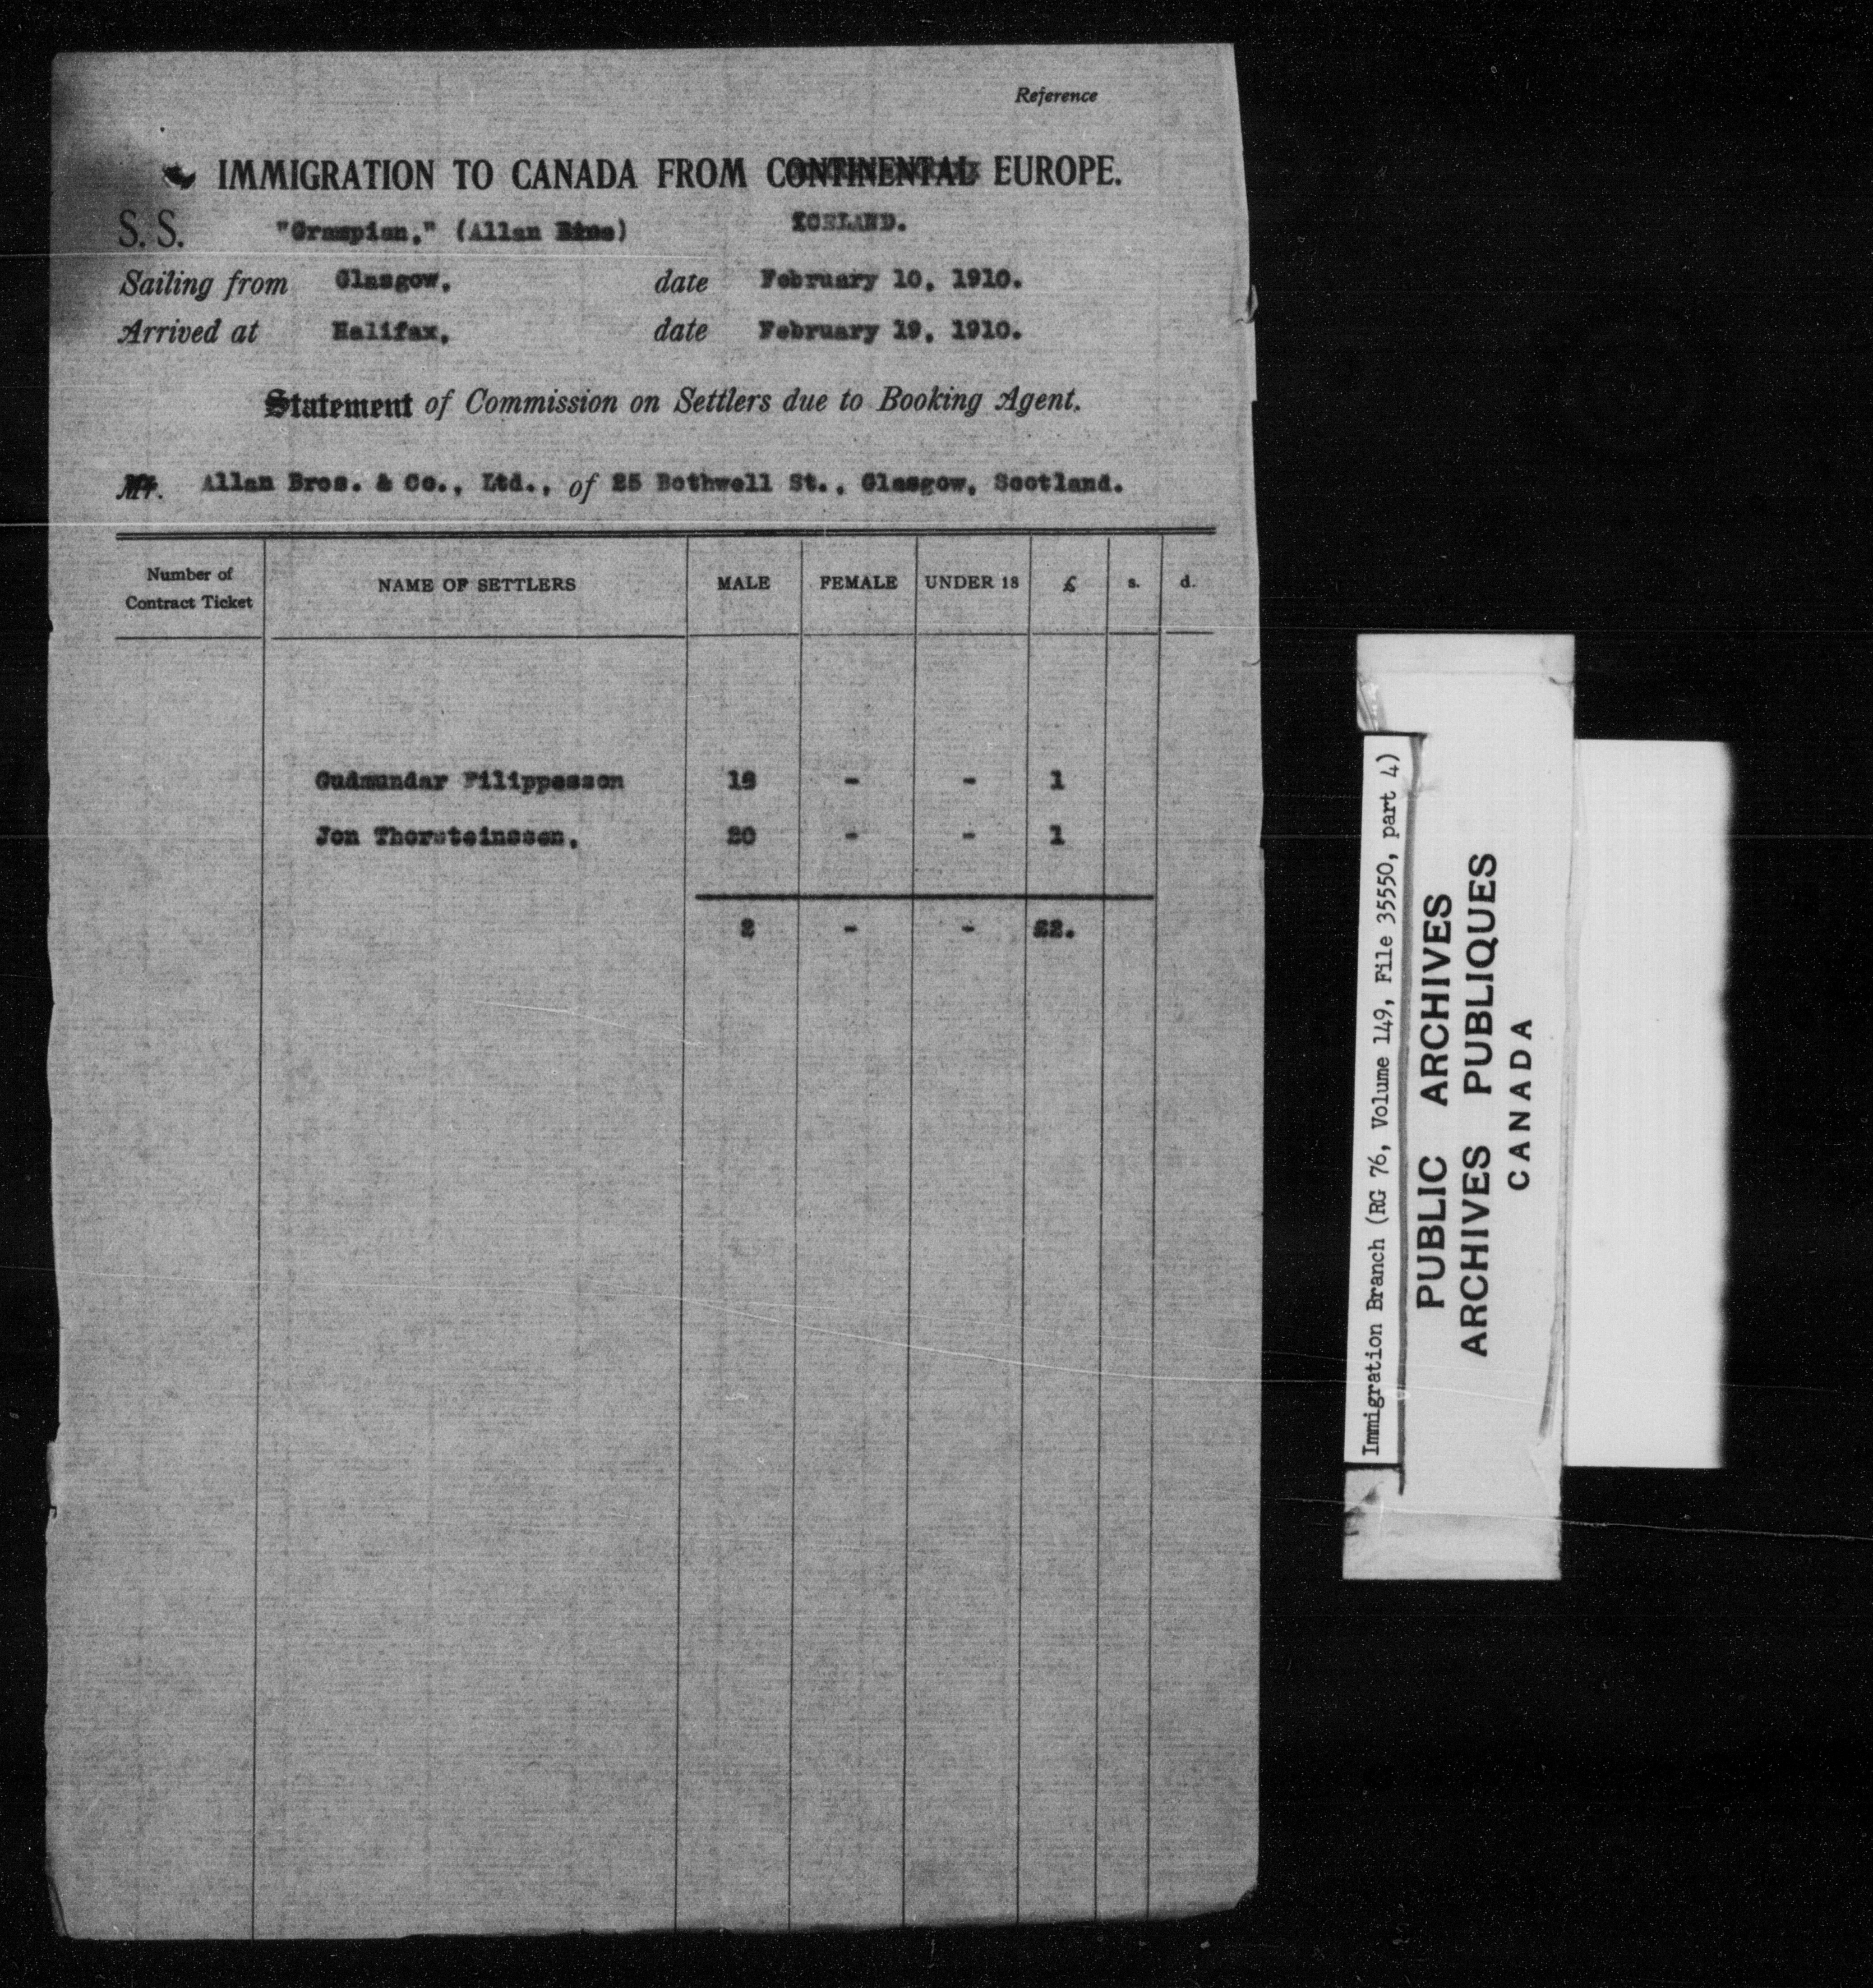 Reference
IMMIGRATION TO CANADA FROM CONTINENTAL EUROPE.
S. S. "Grampian," (Allan Line) ICELAND.
Sailing from Glasgow, date February 10, 1910.
Arrived at Halifax, date February 19, 1910.
Statement of Commission on Settlers due to Booking Agent.
Mr. Allan Bros. & Co., Ltd., of 25 Bothwell St., Glasgow, Scotland.
Number of Contract Ticket NAME OF SETTLERS MALE FEMALE UNDER 18 £ s. d.
Gudmundar Filippesson - - 1
Jon Thorsteinssen, 20 - - 1
2 - - £2.
Immigration Branch (RG 76, Volume 149, File 35550, part 4)
PUBLIC ARCHIVES
ARCHIVES PUBLIQUES
CANADA